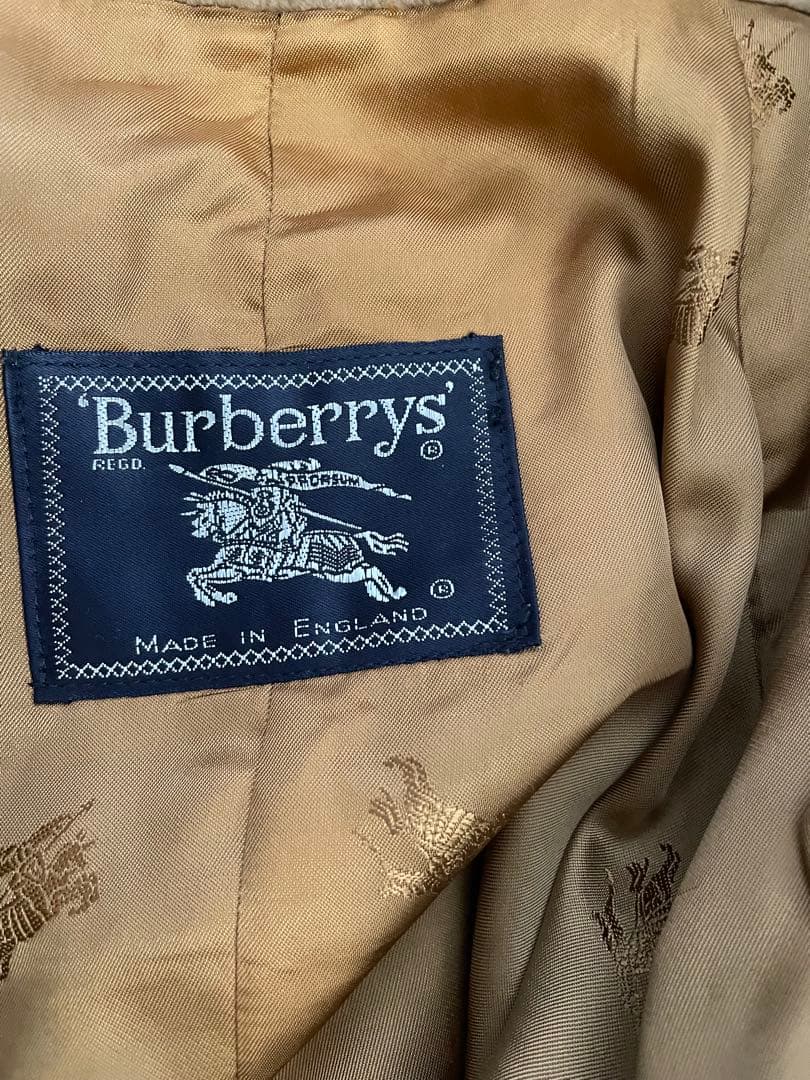 'Burberrys'
REGD. ®
PRORSUM
®
MADE IN ENGLAND